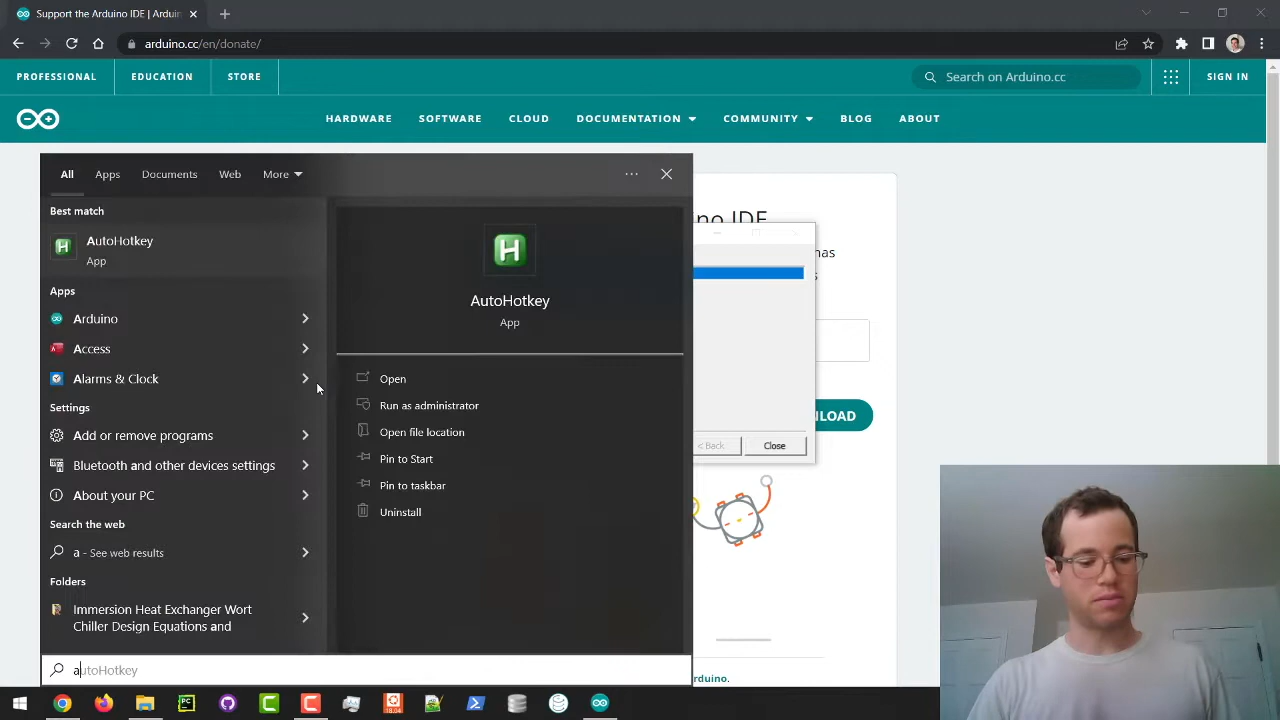 Support the Arduino IDE | Arduin
arduino.cc/en/donate/
PROFESSIONAL
EDUCATION
STORE
Search on Arduino.cc
SIGN IN
HARDWARE
SOFTWARE
CLOUD
DOCUMENTATION
COMMUNITY
BLOG
ABOUT
All
Apps
Documents
Web
More
Best match
AutoHotkey
App
Apps
Arduino
Access
Alarms & Clock
Settings
Add or remove programs
Bluetooth and other devices settings
About your PC
Search the web
a - See web results
Folders
Immersion Heat Exchanger Wort
Chiller Design Equations and
autoHotkey
AutoHotkey
App
Open
Run as administrator
Open file location
Pin to Start
Pin to taskbar
Uninstall
ino IDE
has
s
< Back
Close
LOAD
rduino.
PC
18.04